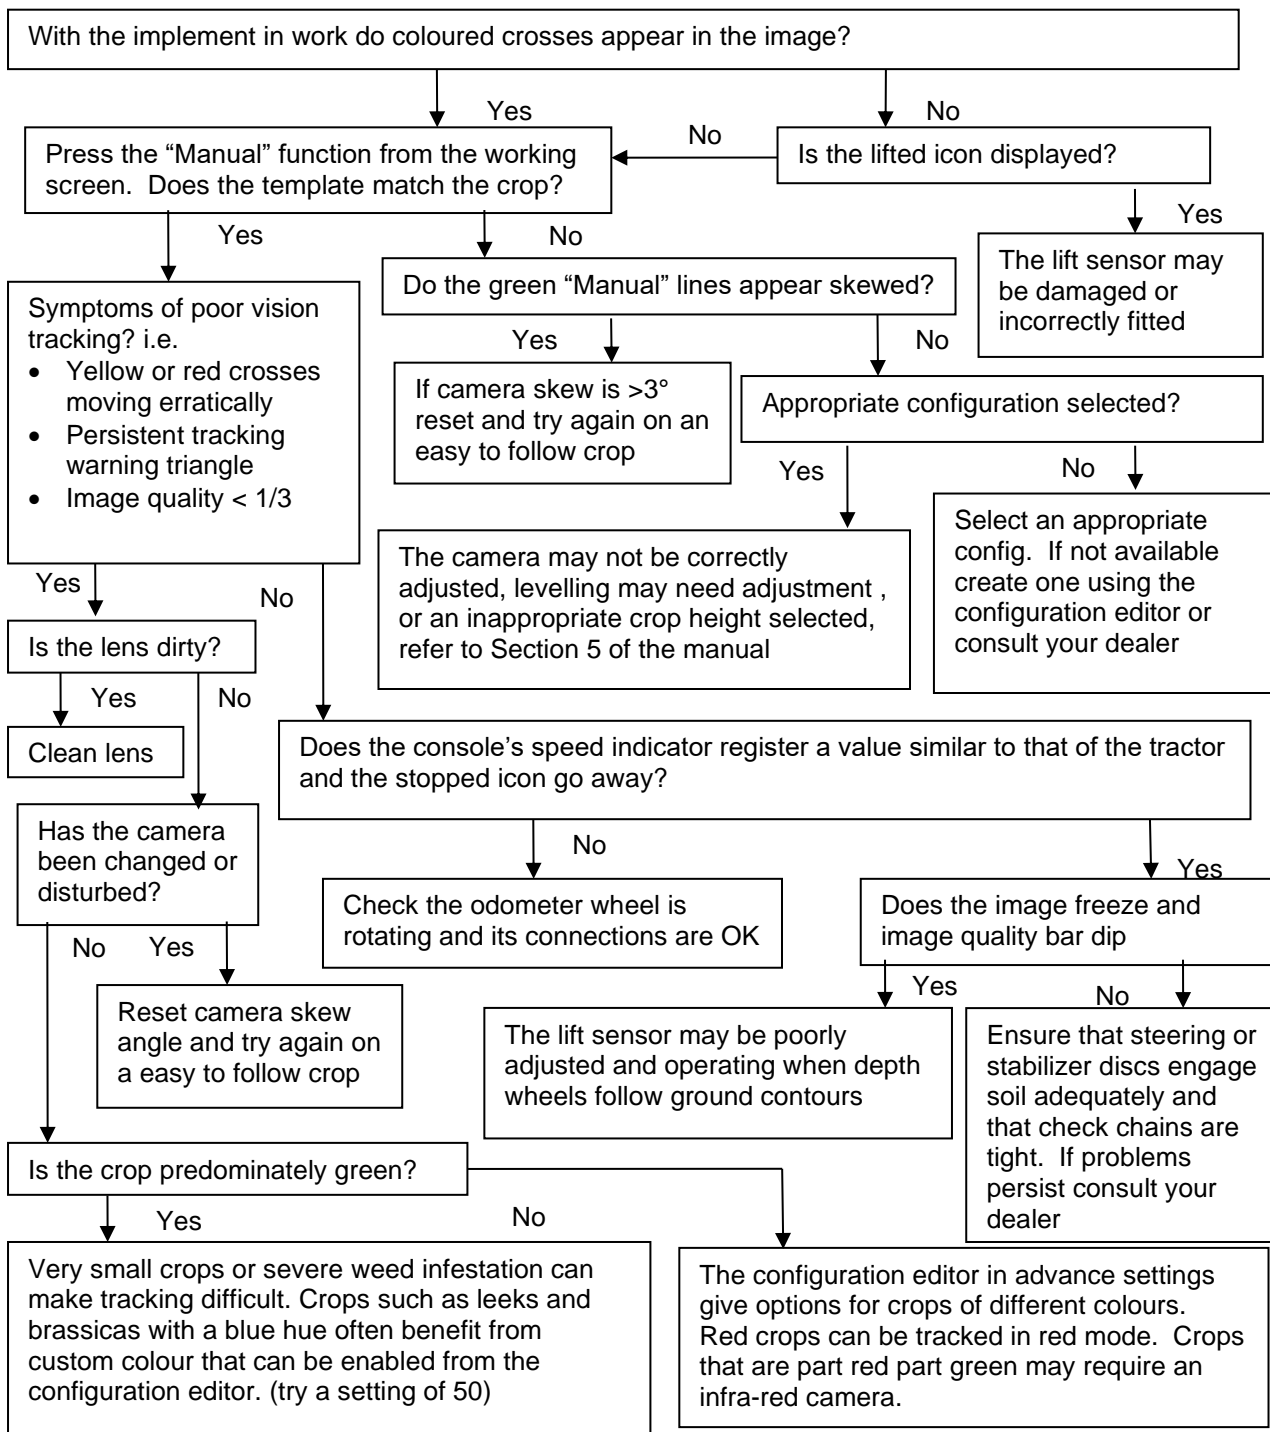 With the implement in work do coloured crosses appear in the image?
Yes
No
Press the “Manual” function from the working
screen.  Does the template match the crop?
No
Is the lifted icon displayed?
Yes
No
Yes
The lift sensor may
be damaged or
incorrectly fitted
Do the green “Manual” lines appear skewed?
Symptoms of poor vision
tracking? i.e.
• Yellow or red crosses
moving erratically
• Persistent tracking
warning triangle
• Image quality < 1/3
Yes
No
If camera skew is >3°
reset and try again on an
easy to follow crop
Appropriate configuration selected?
Yes
No
The camera may not be correctly
adjusted, levelling may need adjustment ,
or an inappropriate crop height selected,
refer to Section 5 of the manual
Select an appropriate
config.  If not available
create one using the
configuration editor or
consult your dealer
Yes
No
Is the lens dirty?
Yes
No
Clean lens
Does the console’s speed indicator register a value similar to that of the tractor
and the stopped icon go away?
Has the camera
been changed or
disturbed?
No
Yes
Check the odometer wheel is
rotating and its connections are OK
Does the image freeze and
image quality bar dip
No
Yes
Yes
No
Reset camera skew
angle and try again on
a easy to follow crop
The lift sensor may be poorly
adjusted and operating when depth
wheels follow ground contours
Ensure that steering or
stabilizer discs engage
soil adequately and
that check chains are
tight.  If problems
persist consult your
dealer
Is the crop predominately green?
Yes
No
Very small crops or severe weed infestation can
make tracking difficult. Crops such as leeks and
brassicas with a blue hue often benefit from
custom colour that can be enabled from the
configuration editor. (try a setting of 50)
The configuration editor in advance settings
give options for crops of different colours.
Red crops can be tracked in red mode.  Crops
that are part red part green may require an
infra-red camera.